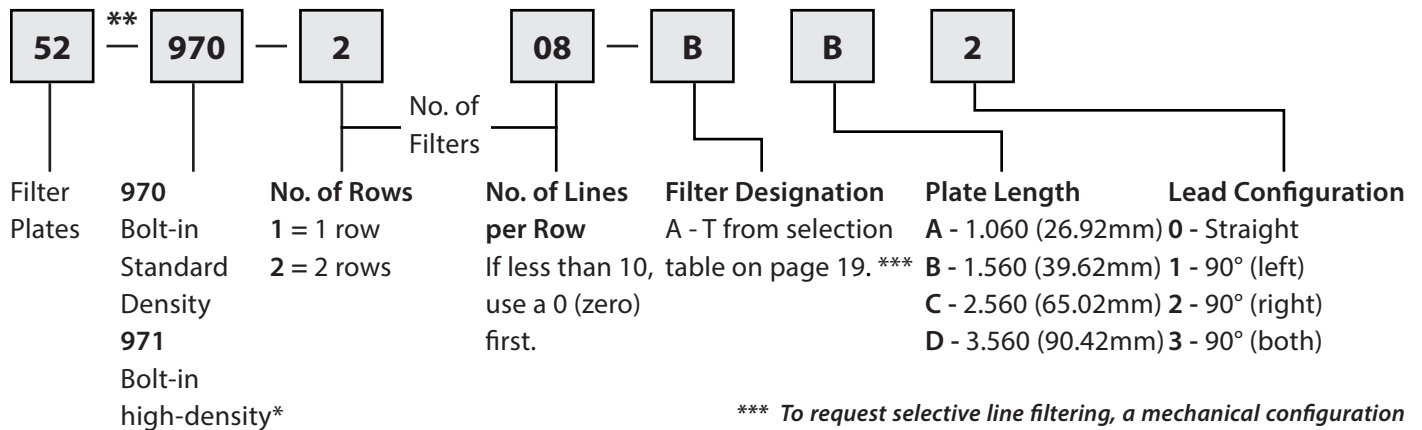 **
52 — 970 — 2 08 — B B 2
No. of
Filters
Filter
Plates
970
Bolt-in
Standard
Density
971
Bolt-in
high-density*
No. of Rows
1 = 1 row
2 = 2 rows
No. of Lines
per Row
If less than 10,
use a 0 (zero)
first.
Filter Designation
A - T from selection
table on page 19. ***
Plate Length
A - 1.060 (26.92mm)
B - 1.560 (39.62mm)
C - 2.560 (65.02mm)
D - 3.560 (90.42mm)
Lead Configuration
0 - Straight
1 - 90° (left)
2 - 90° (right)
3 - 90° (both)
*** To request selective line filtering, a mechanical configuration